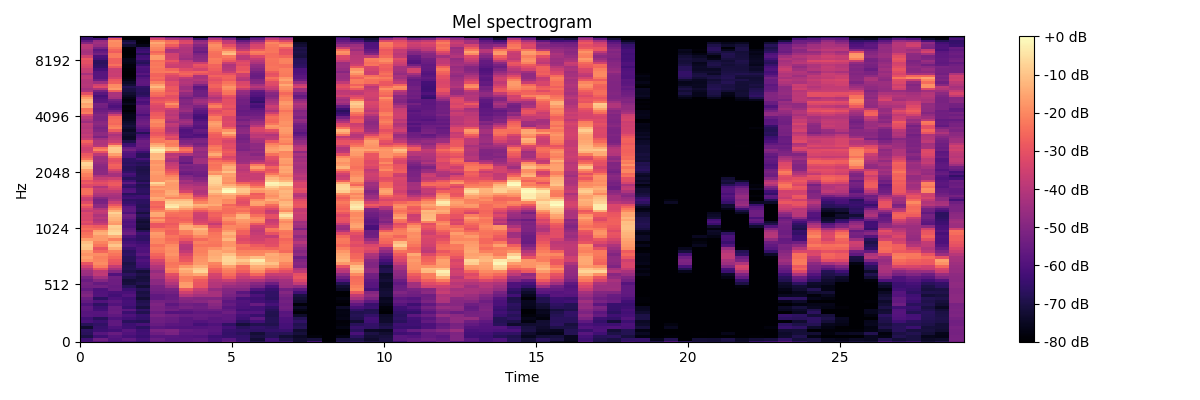 Mel spectrogram
Hz
8192
4096
2048
1024
512
0
0 5 10 15 20 25
Time
+0 dB
-10 dB
-20 dB
-30 dB
-40 dB
-50 dB
-60 dB
-70 dB
-80 dB